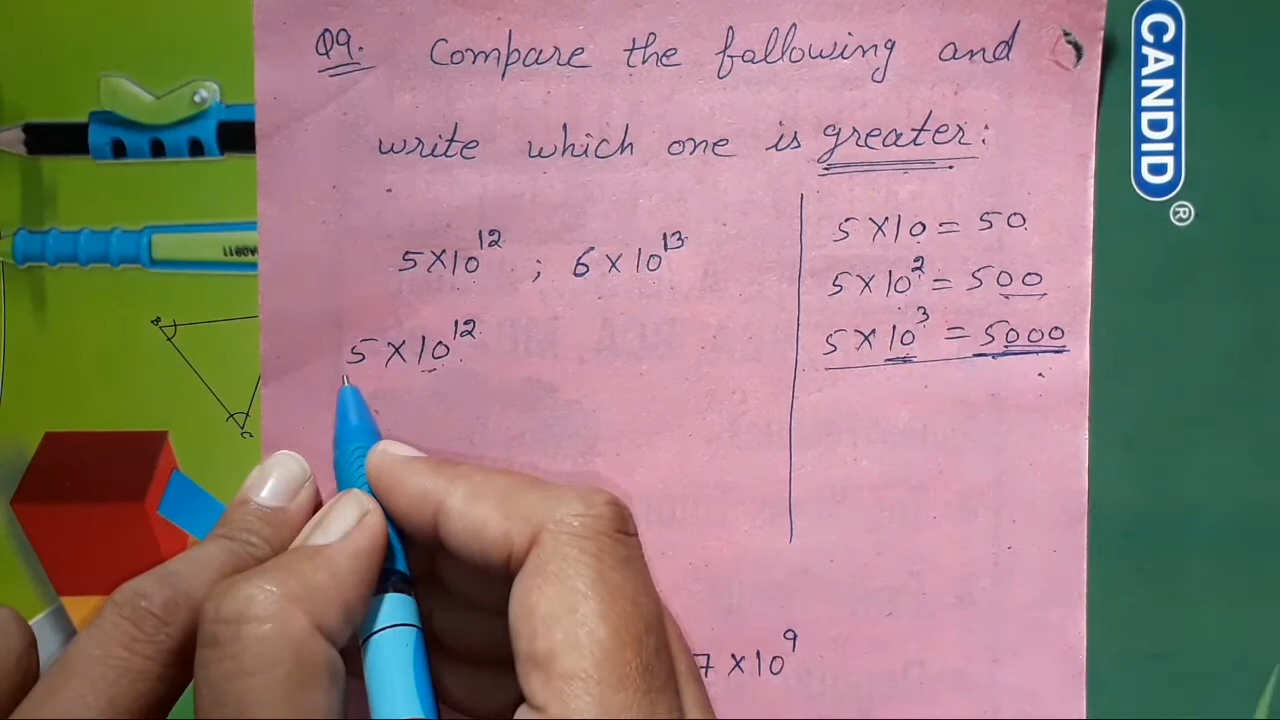 Q9. Compare the fallowing and
write which one is greater:
5×10¹² ; 6×10¹³
5×10¹²
5×10=50
5×10²=500
5×10³=5000
7×10⁹
CANDID®
B
C